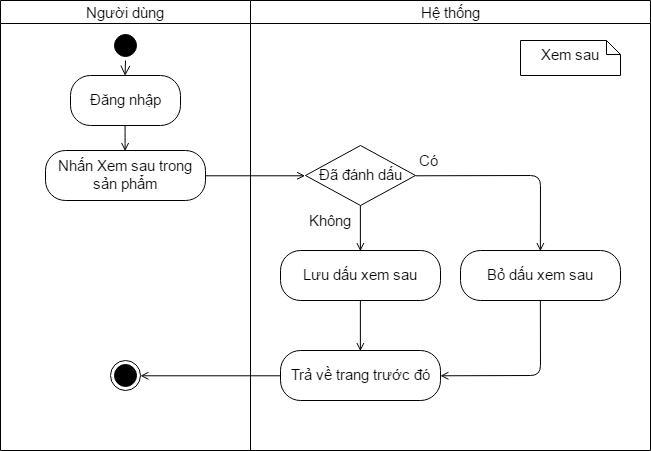 Người dùng
Hệ thống
Xem sau
Đăng nhập
Nhấn Xem sau trong
sản phẩm
Đã đánh dấu
Có
Không
Lưu dấu xem sau
Bỏ dấu xem sau
Trả về trang trước đó